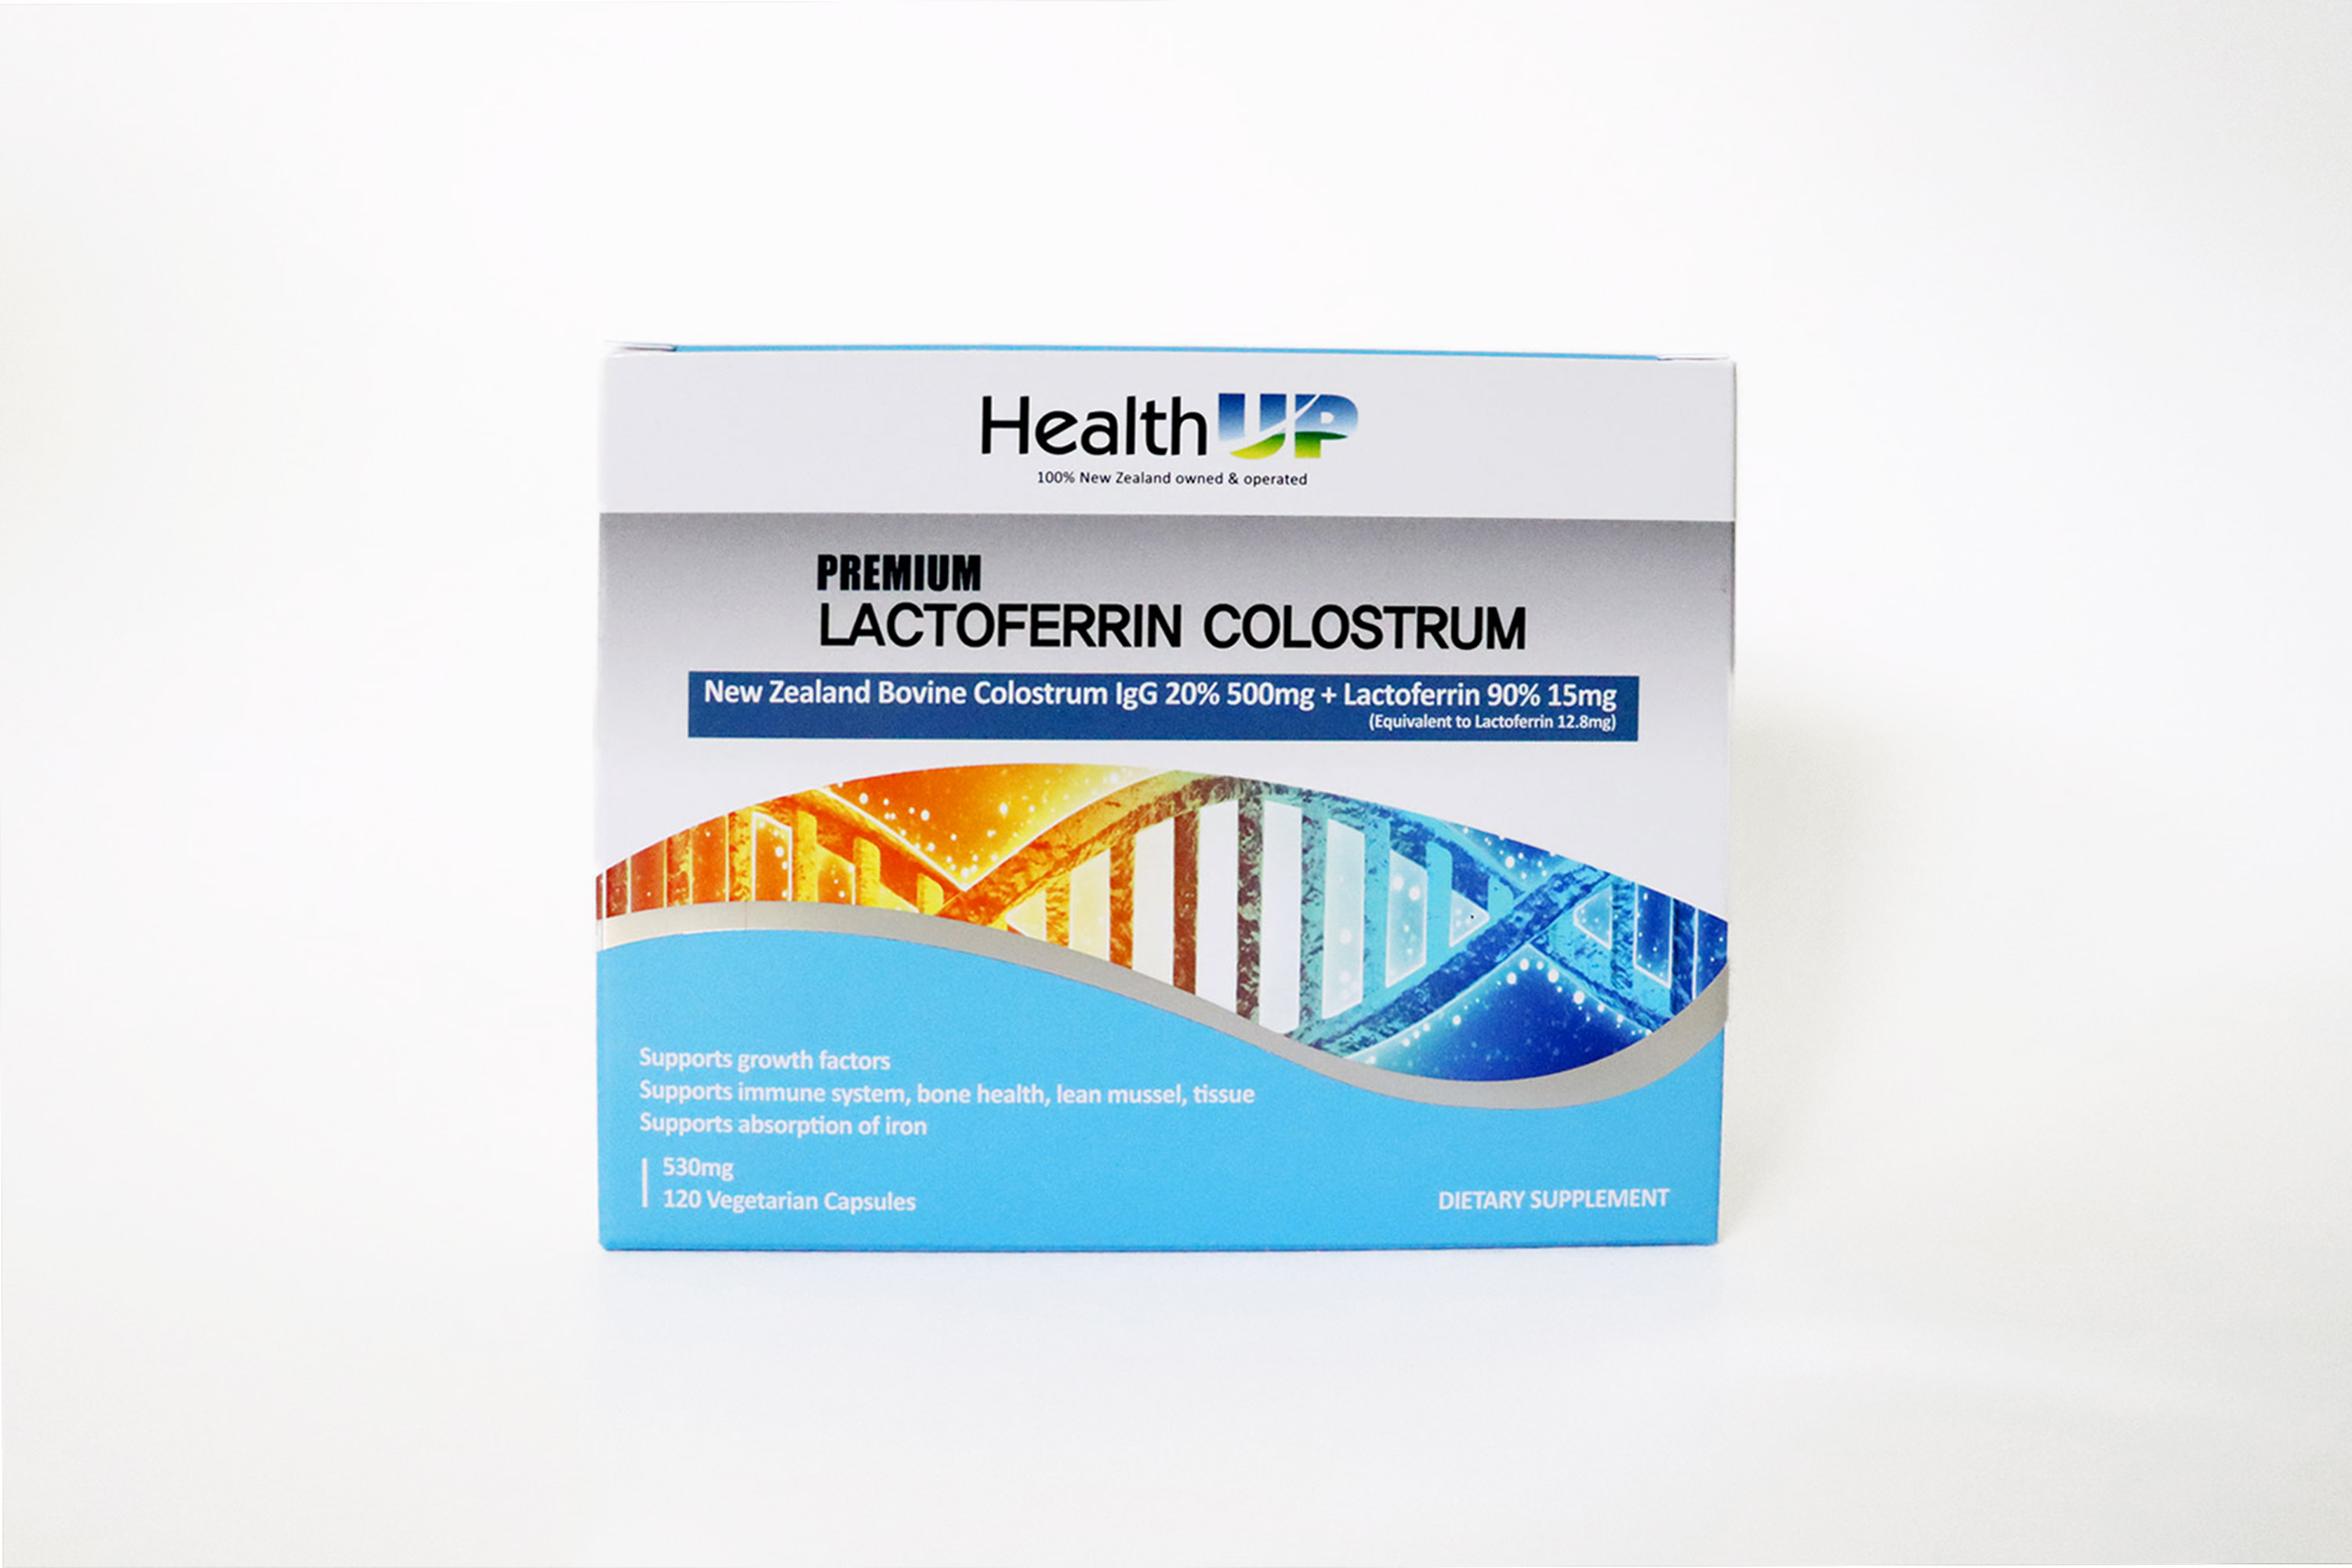 HealthUP
100% New Zealand owned & operated
PREMIUM
LACTOFERRIN COLOSTRUM
New Zealand Bovine Colostrum IgG 20% 500mg + Lactoferrin 90% 15mg
(Equivalent to Lactoferrin 12.8mg)
Supports growth factors
Supports immune system, bone health, lean mussel, tissue
Supports absorption of iron
530mg
120 Vegetarian Capsules
DIETARY SUPPLEMENT